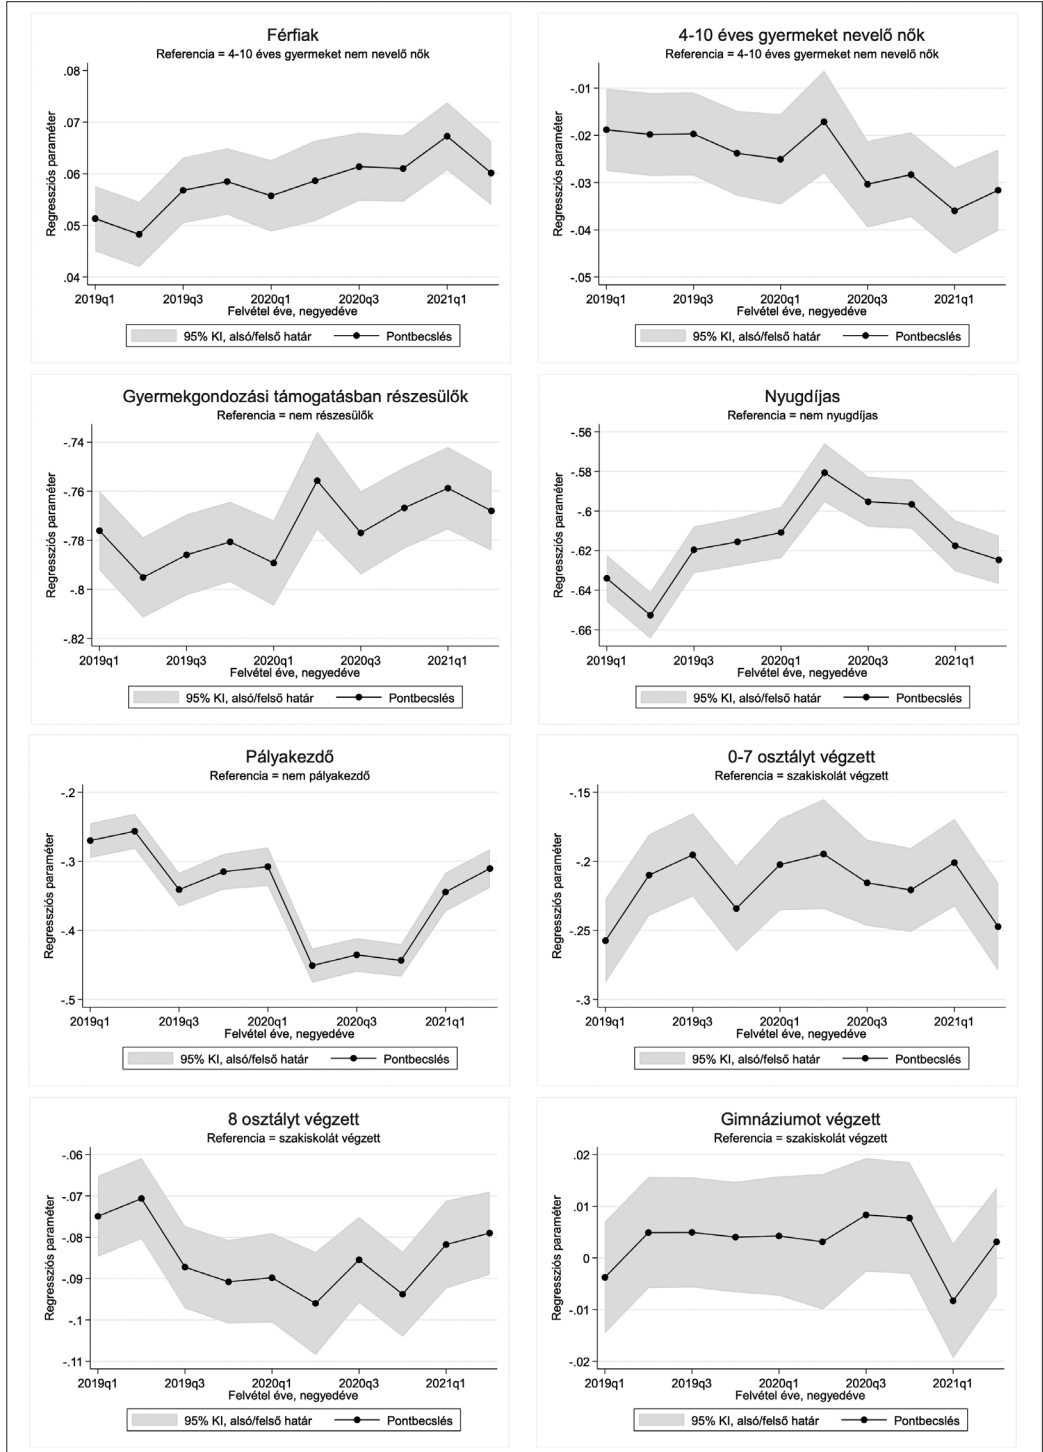 Férfiak
Referencia = 4-10 éves gyermeket nem nevelő nők
Regressziós paraméter
.08
.07
.06
.05
.04
2019q1 2019q3 2020q1 2020q3 2021q1
Felvétel éve, negyedéve
95% KI, alsó/felső határ Pontbecslés
4-10 éves gyermeket nevelő nők
Referencia = 4-10 éves gyermeket nem nevelő nők
Regressziós paraméter
-.01
-.02
-.03
-.04
-.05
2019q1 2019q3 2020q1 2020q3 2021q1
Felvétel éve, negyedéve
95% KI, alsó/felső határ Pontbecslés
Gyermekgondozási támogatásban részesülők
Referencia = nem részesülők
Regressziós paraméter
-.74
-.76
-.78
-.8
-.82
2019q1 2019q3 2020q1 2020q3 2021q1
Felvétel éve, negyedéve
95% KI, alsó/felső határ Pontbecslés
Nyugdíjas
Referencia = nem nyugdíjas
Regressziós paraméter
-.56
-.58
-.6
-.62
-.64
-.66
2019q1 2019q3 2020q1 2020q3 2021q1
Felvétel éve, negyedéve
95% KI, alsó/felső határ Pontbecslés
Pályakezdő
Referencia = nem pályakezdő
Regressziós paraméter
-.2
-.3
-.4
-.5
2019q1 2019q3 2020q1 2020q3 2021q1
Felvétel éve, negyedéve
95% KI, alsó/felső határ Pontbecslés
0-7 osztályt végzett
Referencia = szakiskolát végzett
Regressziós paraméter
-.15
-.2
-.25
-.3
2019q1 2019q3 2020q1 2020q3 2021q1
Felvétel éve, negyedéve
95% KI, alsó/felső határ Pontbecslés
8 osztályt végzett
Referencia = szakiskolát végzett
Regressziós paraméter
-.06
-.07
-.08
-.09
-.1
-.11
2019q1 2019q3 2020q1 2020q3 2021q1
Felvétel éve, negyedéve
95% KI, alsó/felső határ Pontbecslés
Gimnáziumot végzett
Referencia = szakiskolát végzett
Regressziós paraméter
.02
.01
0
-.01
-.02
2019q1 2019q3 2020q1 2020q3 2021q1
Felvétel éve, negyedéve
95% KI, alsó/felső határ Pontbecslés